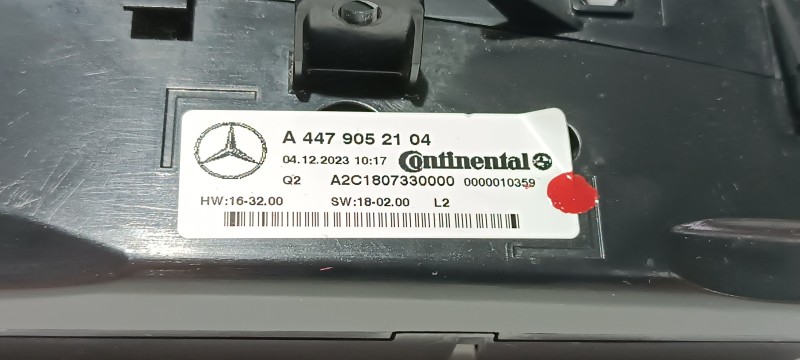 A 447 905 21 04
04.12.2023 10:17 Continental
Q2 A2C1807330000 0000010359
HW:16-32.00 SW:18-02.00 L2